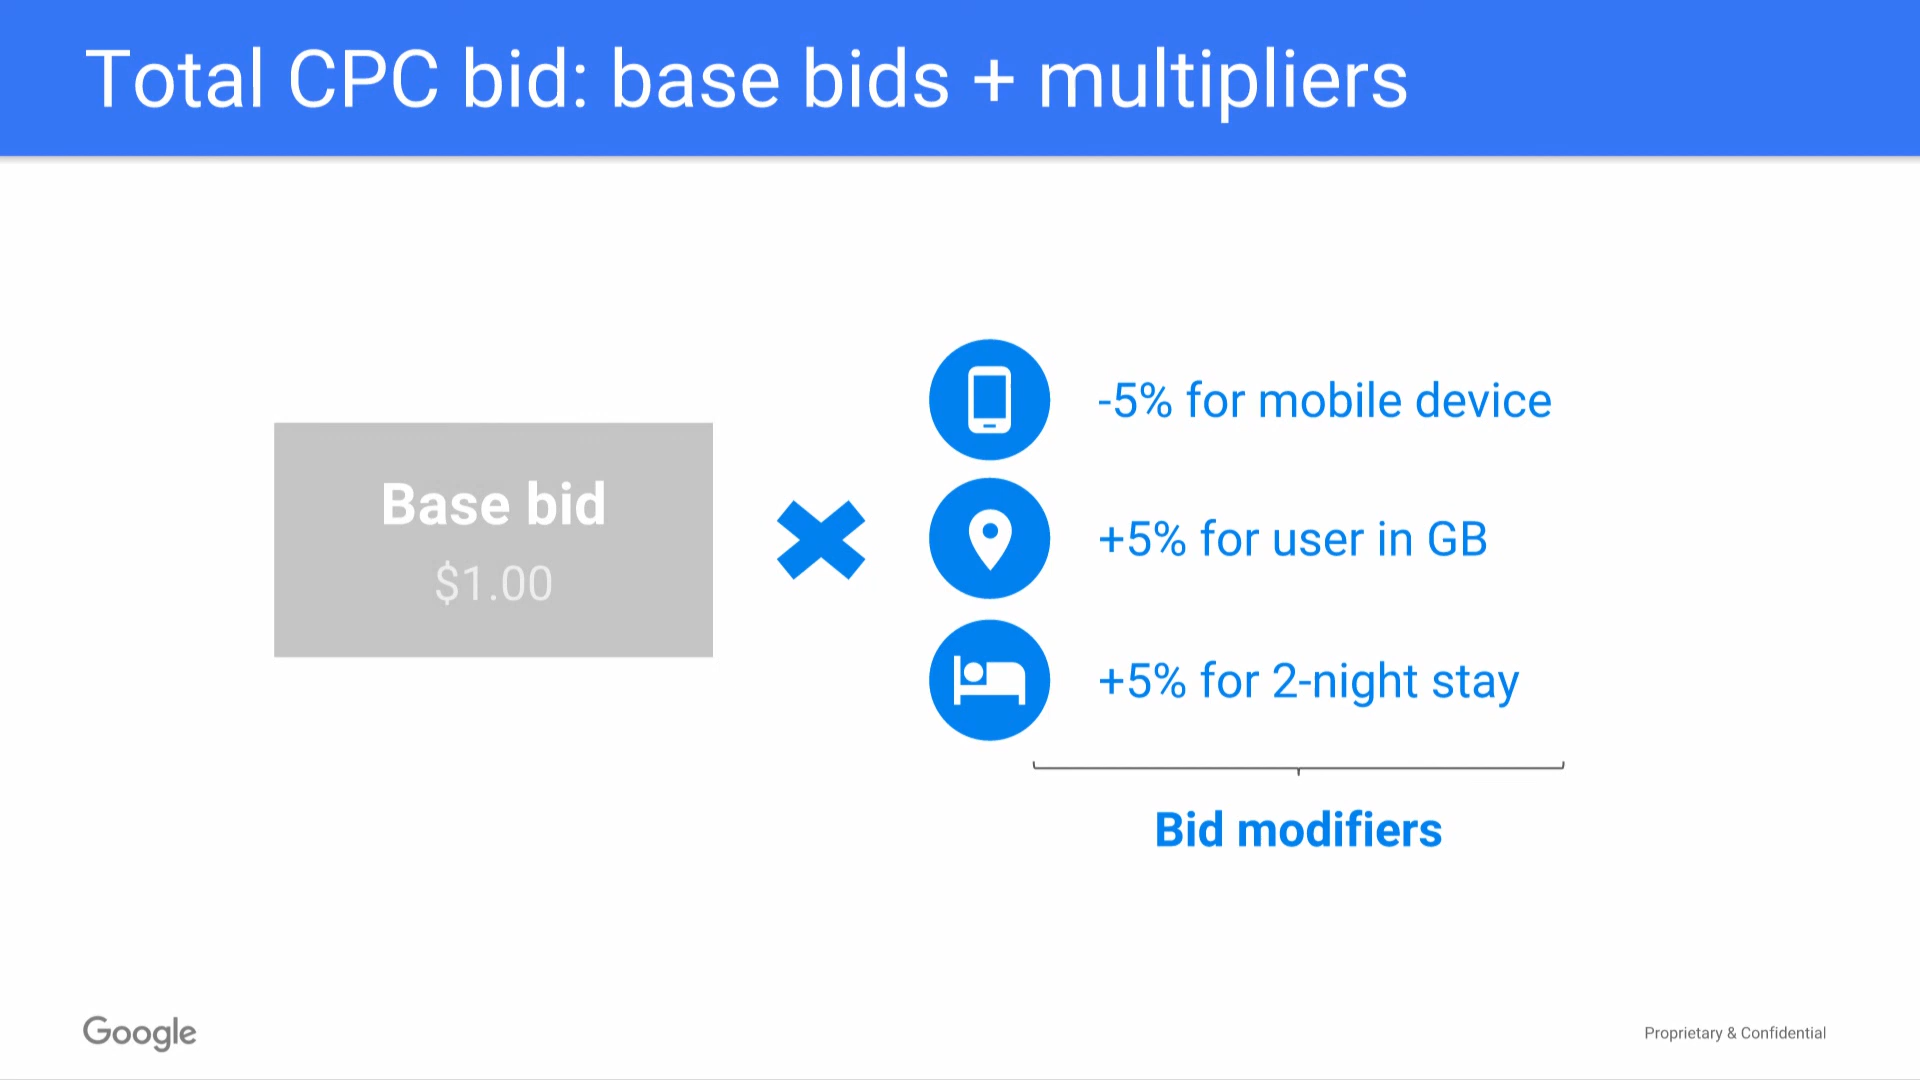 Total CPC bid: base bids + multipliers
Base bid
$1.00
-5% for mobile device
+5% for user in GB
+5% for 2-night stay
Bid modifiers
Google
Proprietary & Confidential